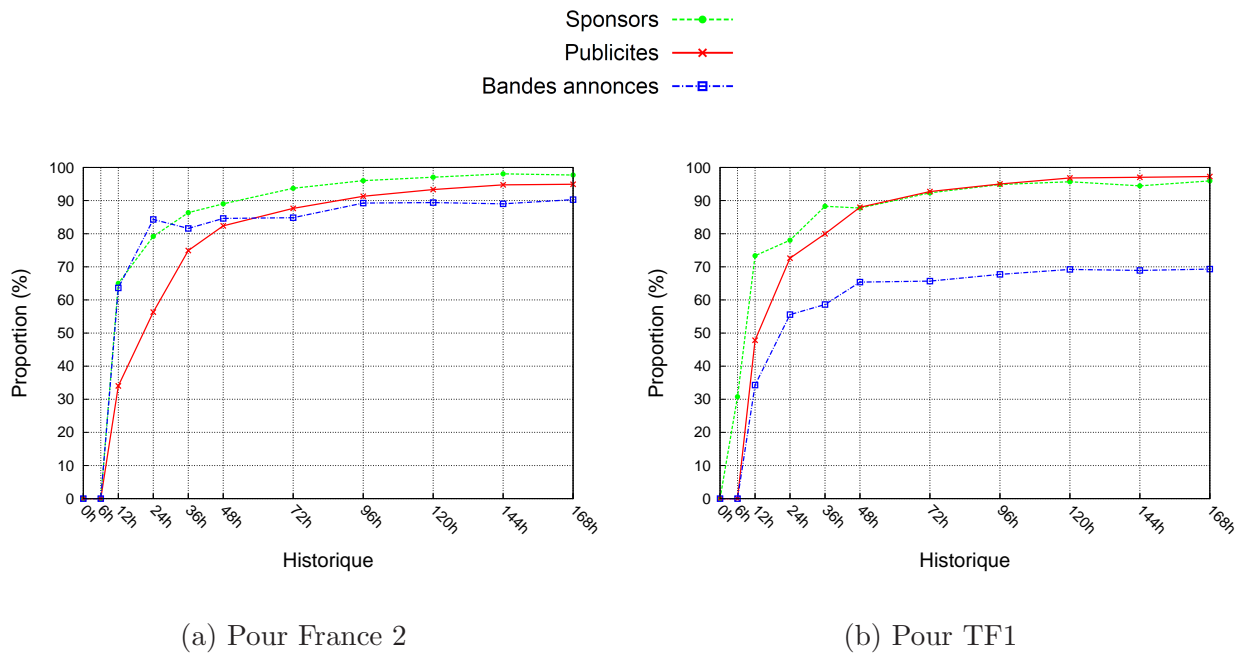 Sponsors
Publicites
Bandes annonces
100
90
80
70
60
50
40
30
20
10
0
Proportion (%)
0h 6h 12h 24h 36h 48h 72h 96h 120h 144h 168h
Historique
(a) Pour France 2
100
90
80
70
60
50
40
30
20
10
0
Proportion (%)
0h 6h 12h 24h 36h 48h 72h 96h 120h 144h 168h
Historique
(b) Pour TF1